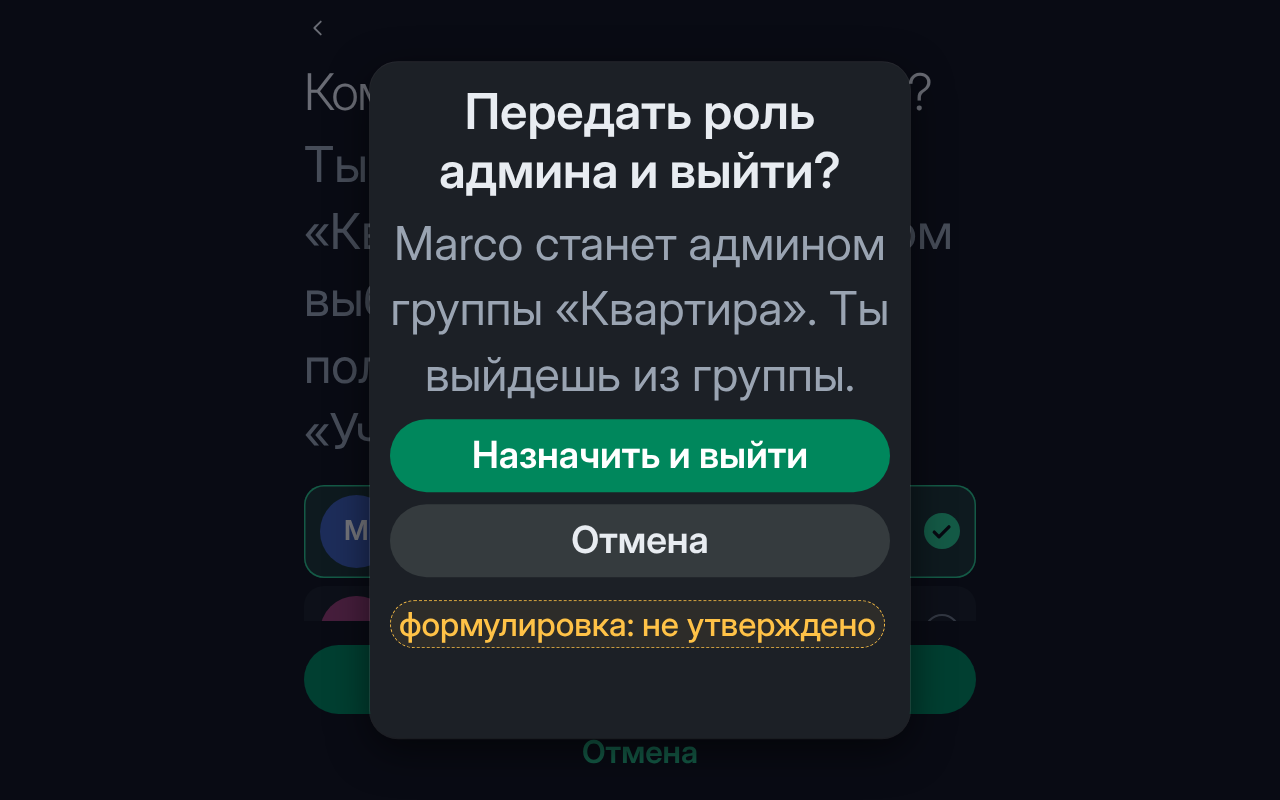 ?
Ты
Передать роль
админа и выйти?
Marco станет админом
группы «Квартира». Ты
выйдешь из группы.
Назначить и выйти
Отмена
формулировка: не утверждено
Отмена